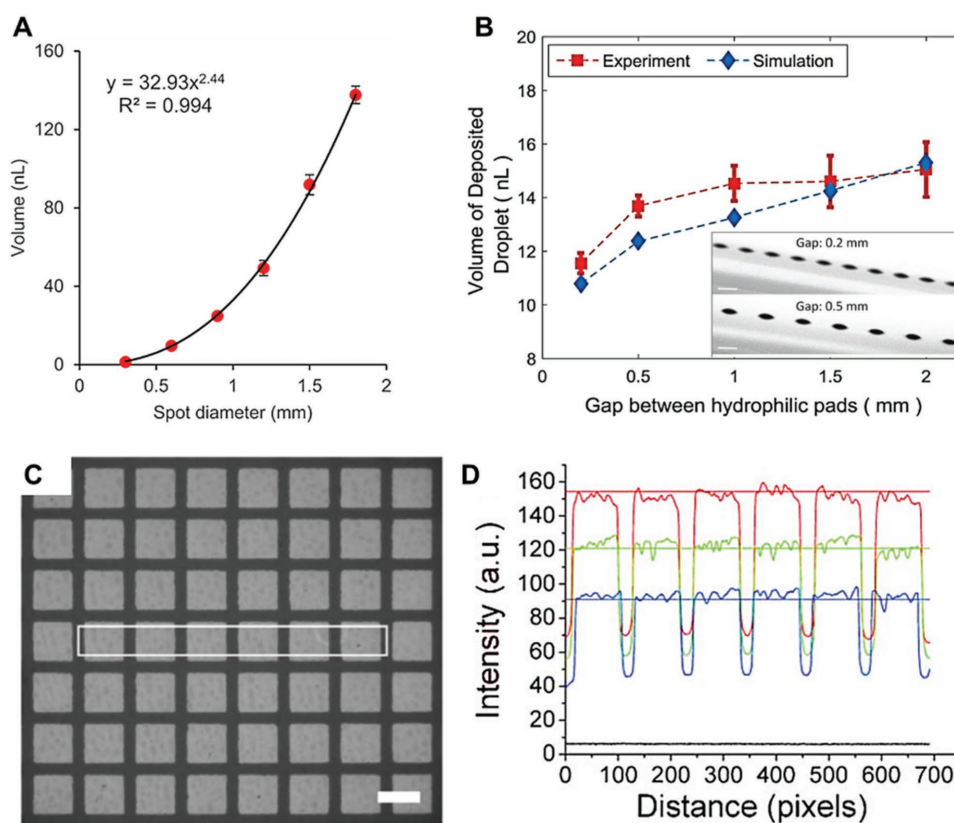 A
y = 32.93x^2.44
R² = 0.994
160
120
80
40
0
Volume (nL)
0 0.5 1 1.5 2
Spot diameter (mm)
B
Experiment Simulation
20
18
16
14
12
10
8
Volume of Deposited
Droplet ( nL )
Gap: 0.2 mm
Gap: 0.5 mm
0 0.5 1 1.5 2
Gap between hydrophilic pads ( mm )
C
D
160
140
120
100
80
60
40
20
0
Intensity (a.u.)
0 100 200 300 400 500 600 700
Distance (pixels)